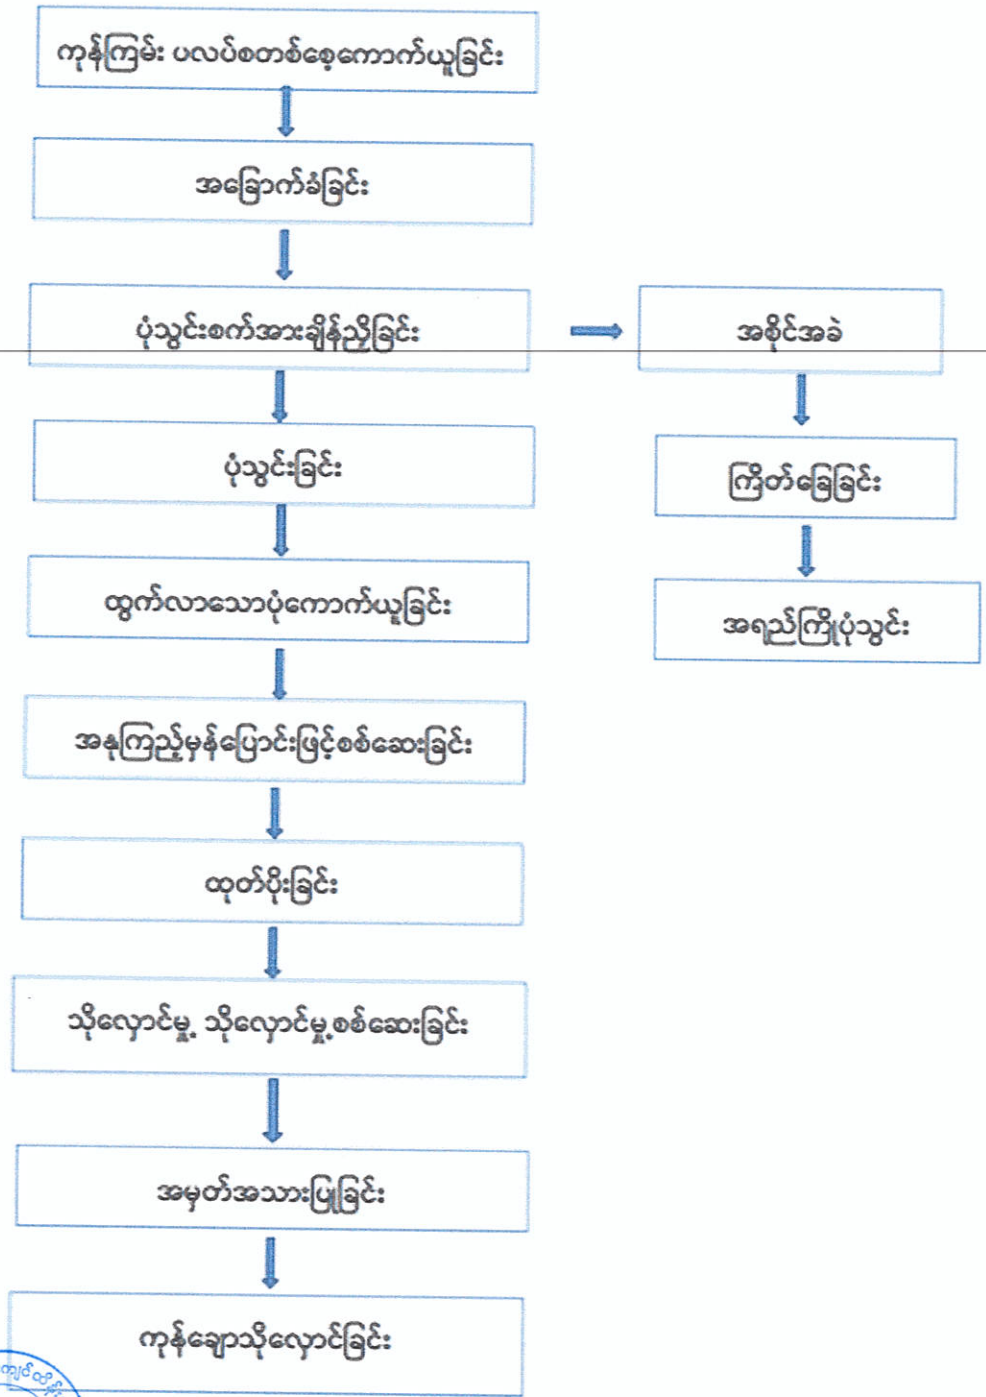 ကုန်ကြမ်း ပလပ်စတစ်စေ့ကောက်ယူခြင်း
အခြောက်ခံခြင်း
ပုံသွင်းစက်အားချိန်ညှိခြင်း
အစိုင်အခဲ
ပုံသွင်းခြင်း
ကြိတ်ခြေခြင်း
ထွက်လာသောပုံကောက်ယူခြင်း
အရည်ကြိုပုံသွင်း
အနုကြည့်မှန်ပြောင်းဖြင့်စစ်ဆေးခြင်း
ထုတ်ပိုးခြင်း
သိုလှောင်မှု့ သိုလှောင်မှု့စစ်ဆေးခြင်း
အမှတ်အသားပြုခြင်း
ကုန်ချောသိုလှောင်ခြင်း